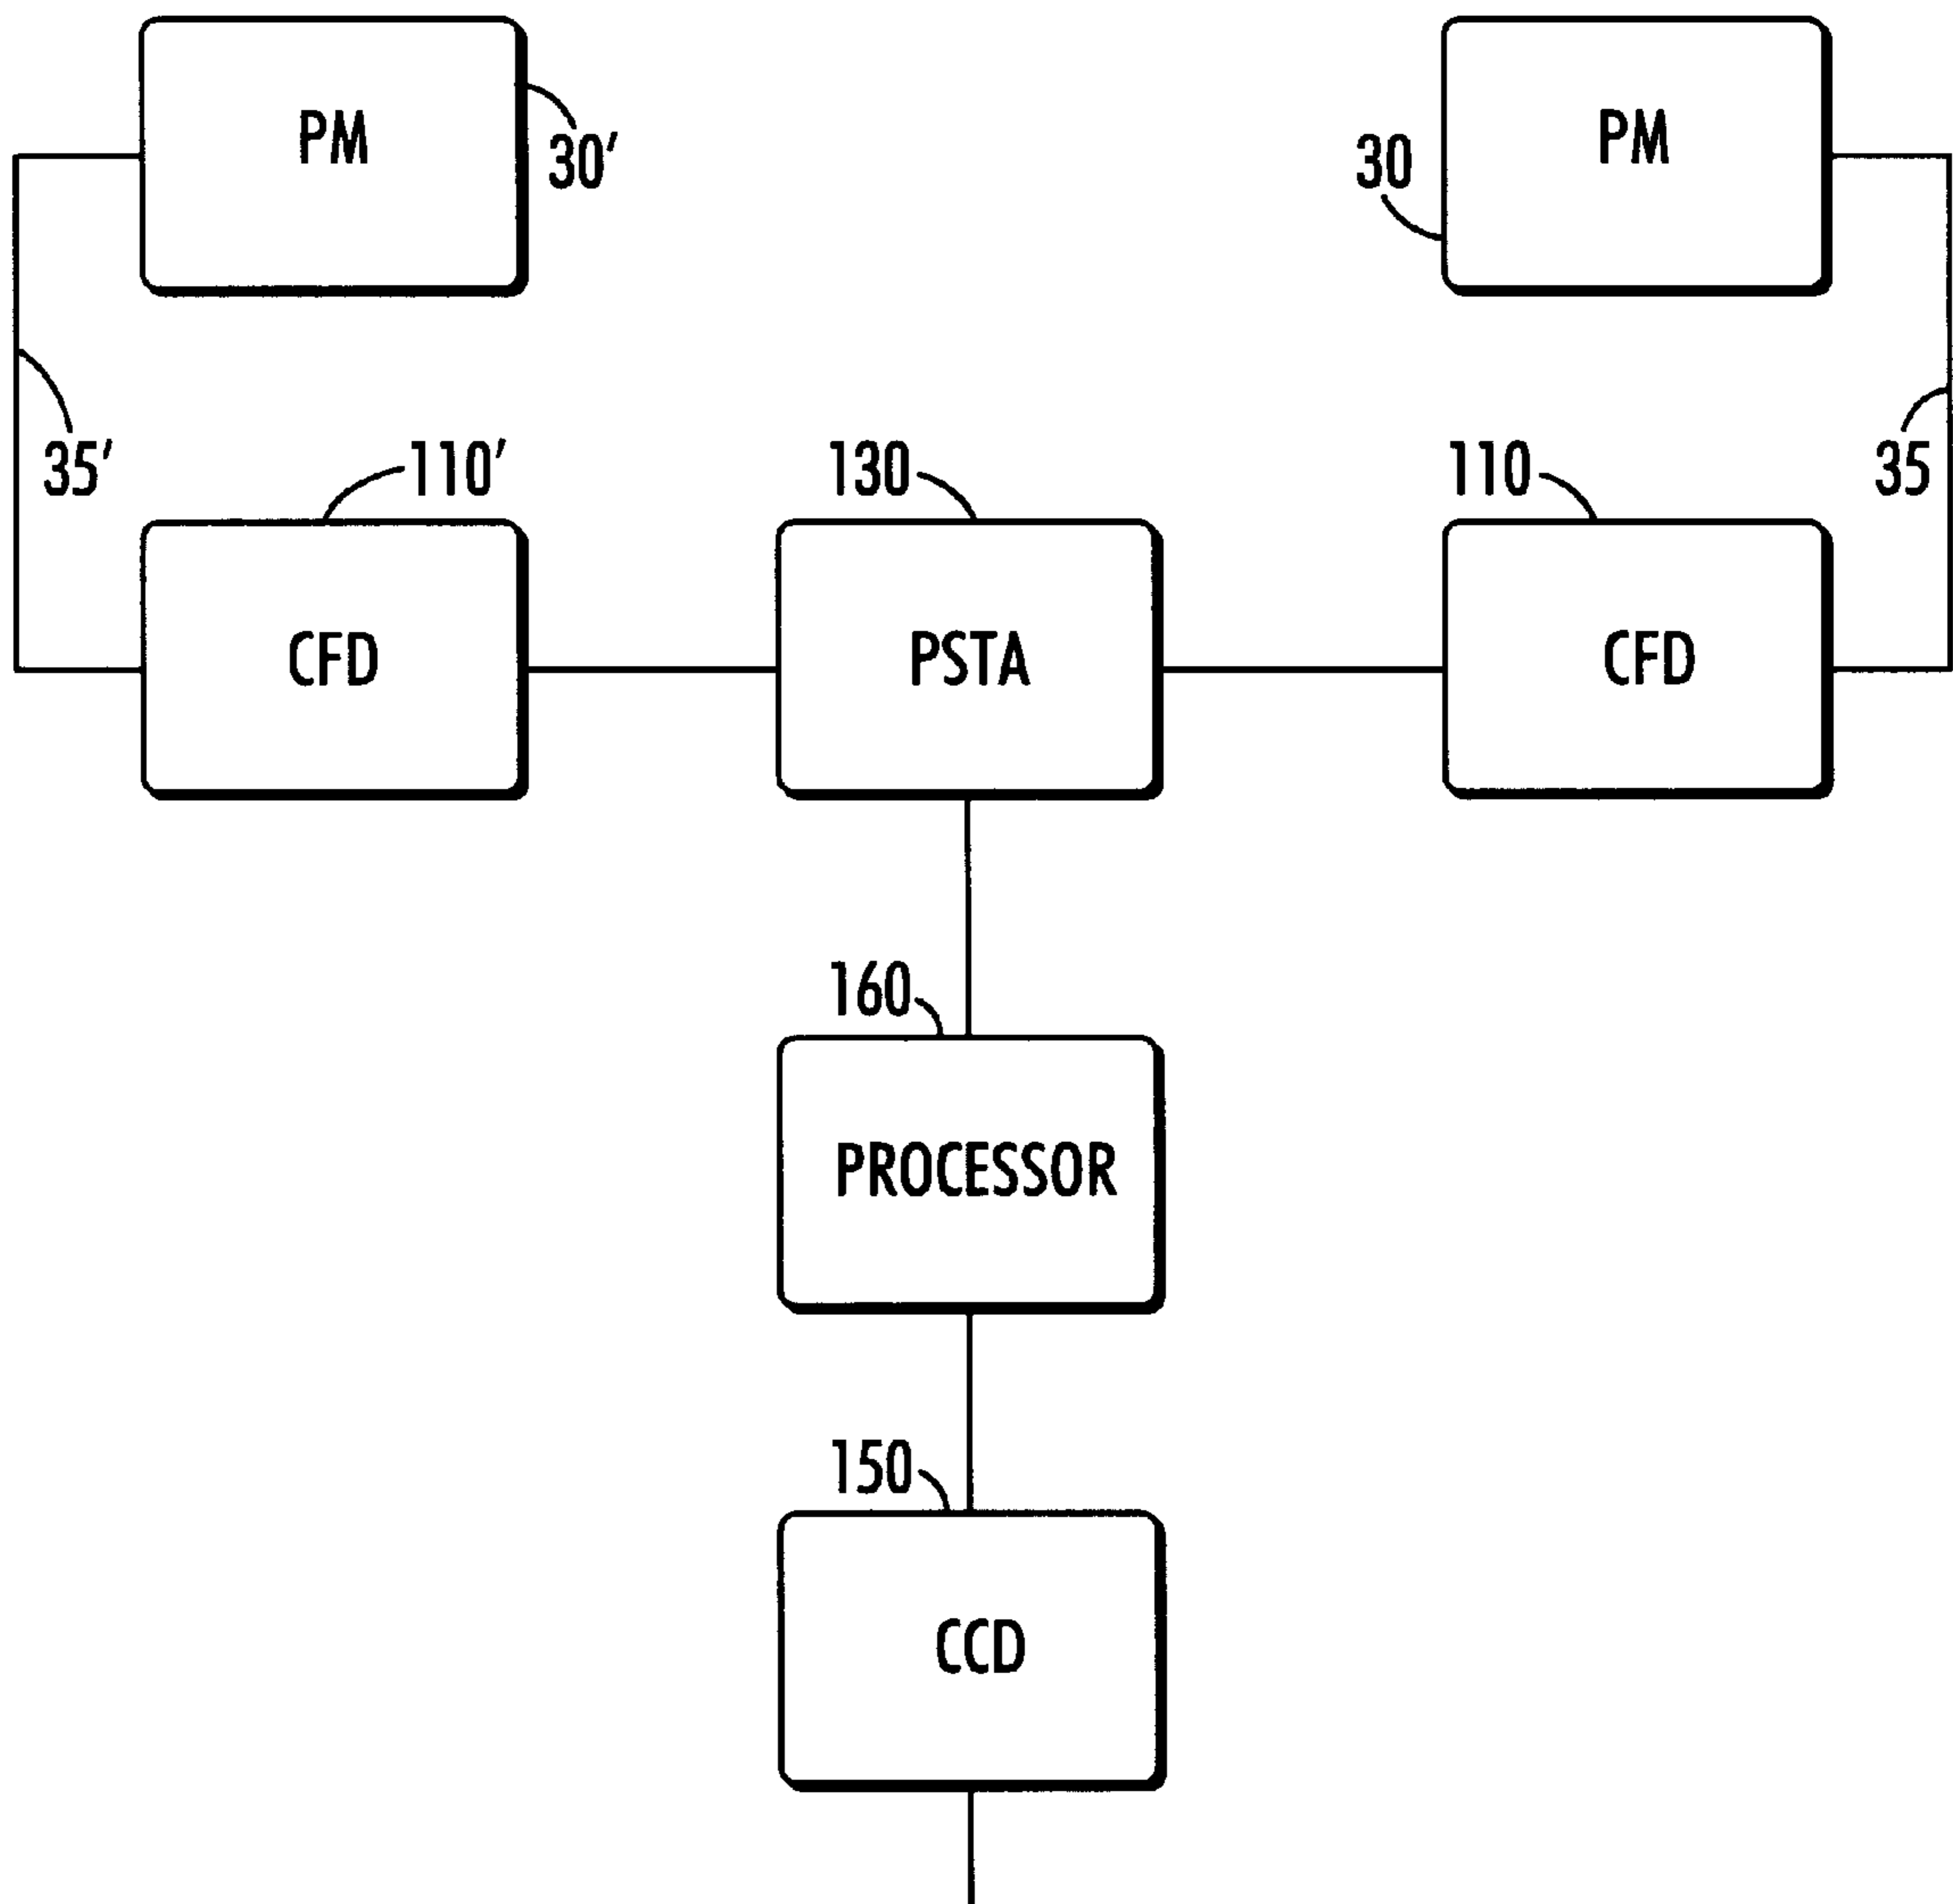 PM
30'
30
PM
35'
110'
130
110
35
CFD
PSTA
CFD
160
PROCESSOR
150
CCD